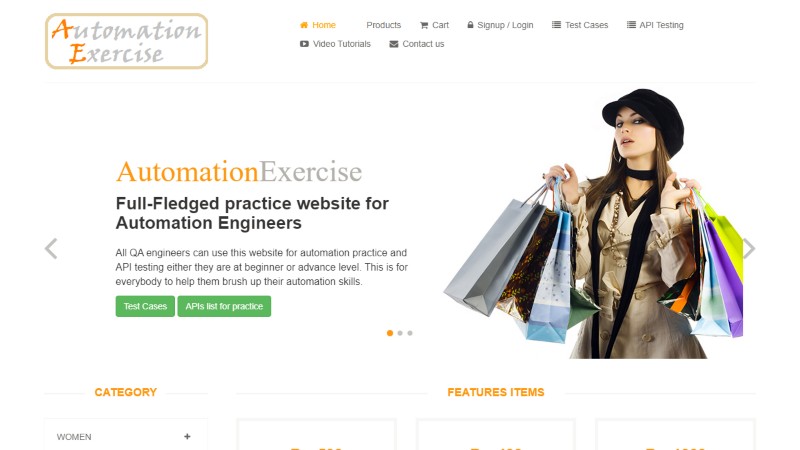 Automation
Exercise
Home Products Cart Signup / Login Test Cases API Testing
Video Tutorials Contact us
AutomationExercise
Full-Fledged practice website for
Automation Engineers
All QA engineers can use this website for automation practice and
API testing either they are at beginner or advance level. This is for
everybody to help them brush up their automation skills.
Test Cases APIs list for practice
CATEGORY
FEATURES ITEMS
WOMEN